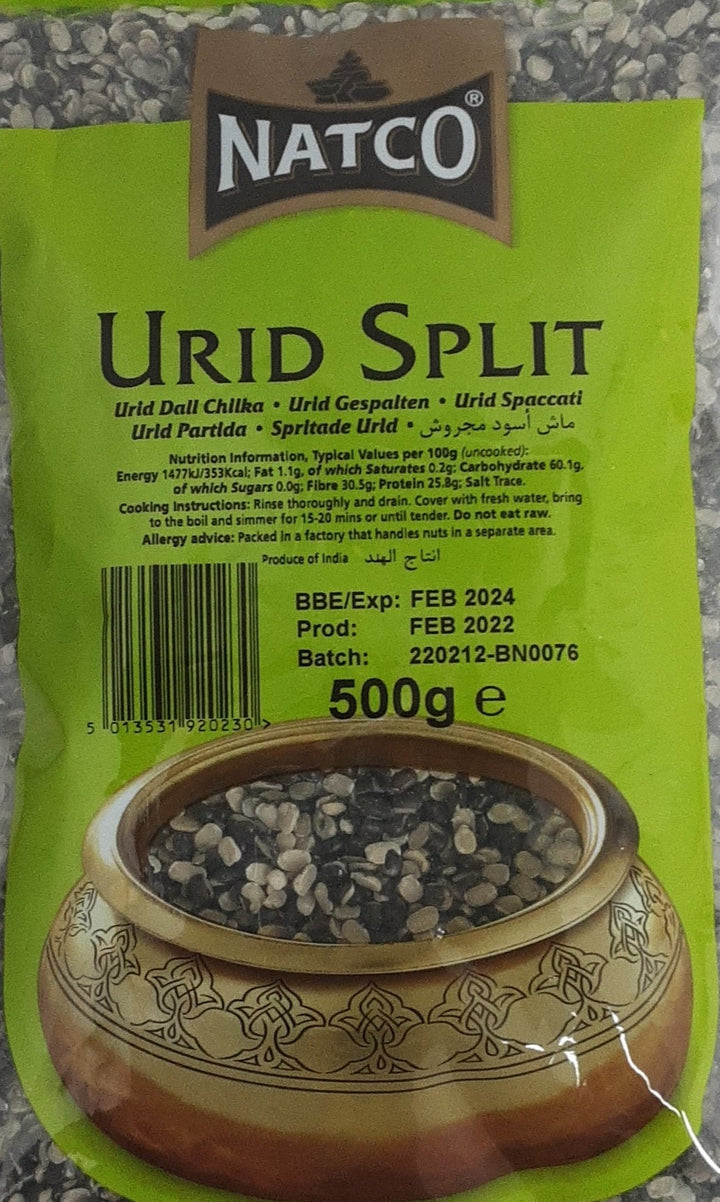 NATCO®
URID SPLIT
Urid Dall Chilka • Urid Gespalten • Urid Spaccati
Urid Partida • Spritade Urid • ماش أسود مجروش
Nutrition Information, Typical Values per 100g (uncooked):
Energy 1477kJ/353Kcal; Fat 1.1g, of which Saturates 0.2g; Carbohydrate 60.1g,
of which Sugars 0.0g; Fibre 30.5g; Protein 25.8g; Salt Trace.
Cooking Instructions: Rinse thoroughly and drain. Cover with fresh water, bring
to the boil and simmer for 15-20 mins or until tender. Do not eat raw.
Allergy advice: Packed in a factory that handles nuts in a separate area.
Produce of India انتاج الهند
BBE/Exp: FEB 2024
Prod: FEB 2022
Batch: 220212-BN0076
500g e
5 013531 920230 >